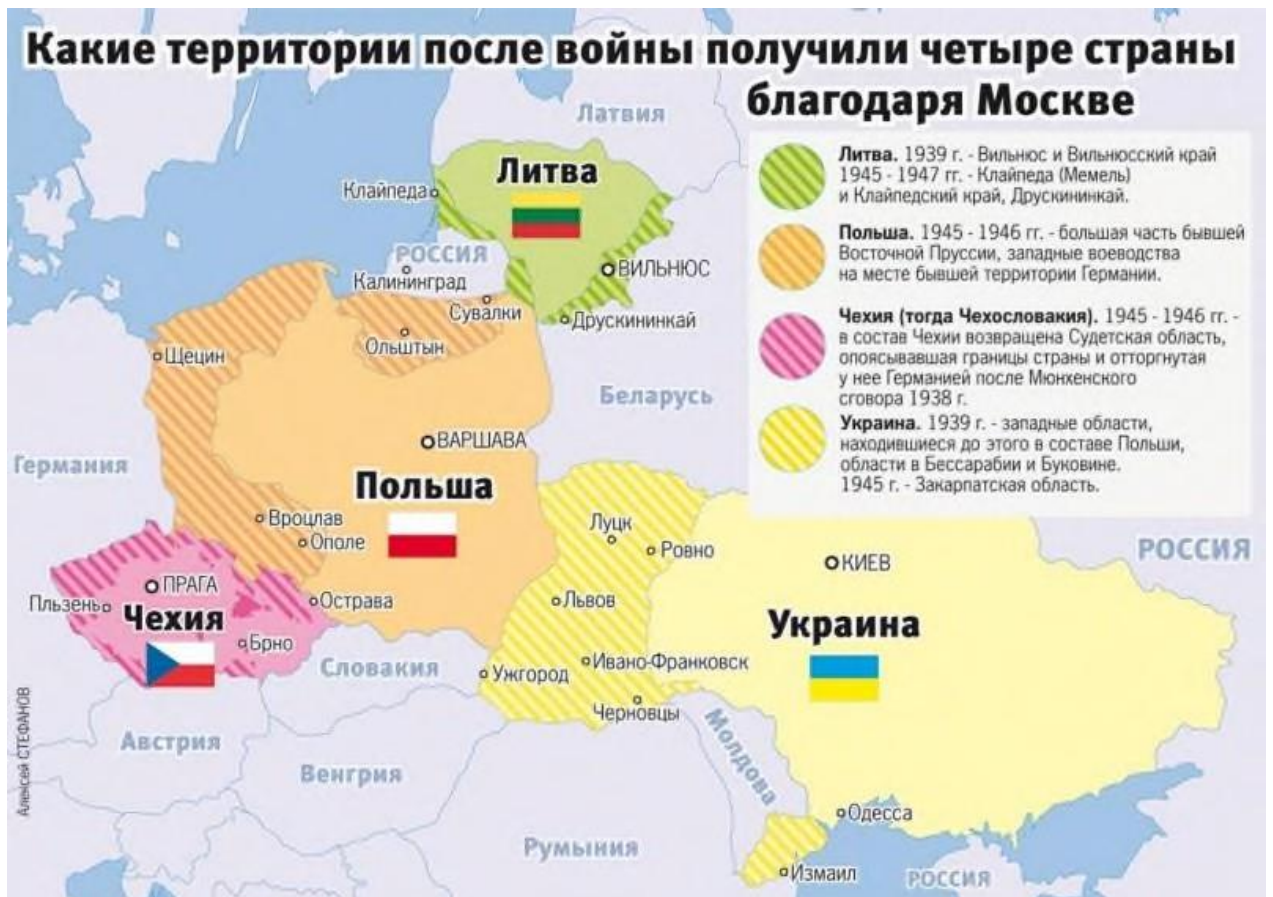 Какие территории после войны получили четыре страны
благодаря Москве
Литва. 1939 г. - Вильнюс и Вильнюсский край
1945 - 1947 гг. - Клайпеда (Мемель)
и Клайпедский край, Друскининкай.
Польша. 1945 - 1946 гг. - большая часть бывшей
Восточной Пруссии, западные воеводства
на месте бывшей территории Германии.
Чехия (тогда Чехословакия). 1945 - 1946 гг. -
в состав Чехии возвращена Судетская область,
опоясывавшая границы страны и отторгнутая
у нее Германией после Мюнхенского
сговора 1938 г.
Украина. 1939 г. - западные области,
находившиеся до этого в составе Польши,
области в Бессарабии и Буковине.
1945 г. - Закарпатская область.
Латвия
Литва
Клайпеда
РОССИЯ
Калининград
ВИЛЬНЮС
Сувалки
Друскининкай
Ольштын
Щецин
Беларусь
ВАРШАВА
Германия
Польша
Вроцлав
Ополе
Луцк
Ровно
КИЕВ
РОССИЯ
ПРАГА
Пльзень
Острава
Львов
Чехия
Украина
Брно
Словакия
Ужгород
Ивано-Франковск
Черновцы
Молдова
Австрия
Венгрия
Одесса
Румыния
Измаил
РОССИЯ
Алексей СТЕФАНОВ